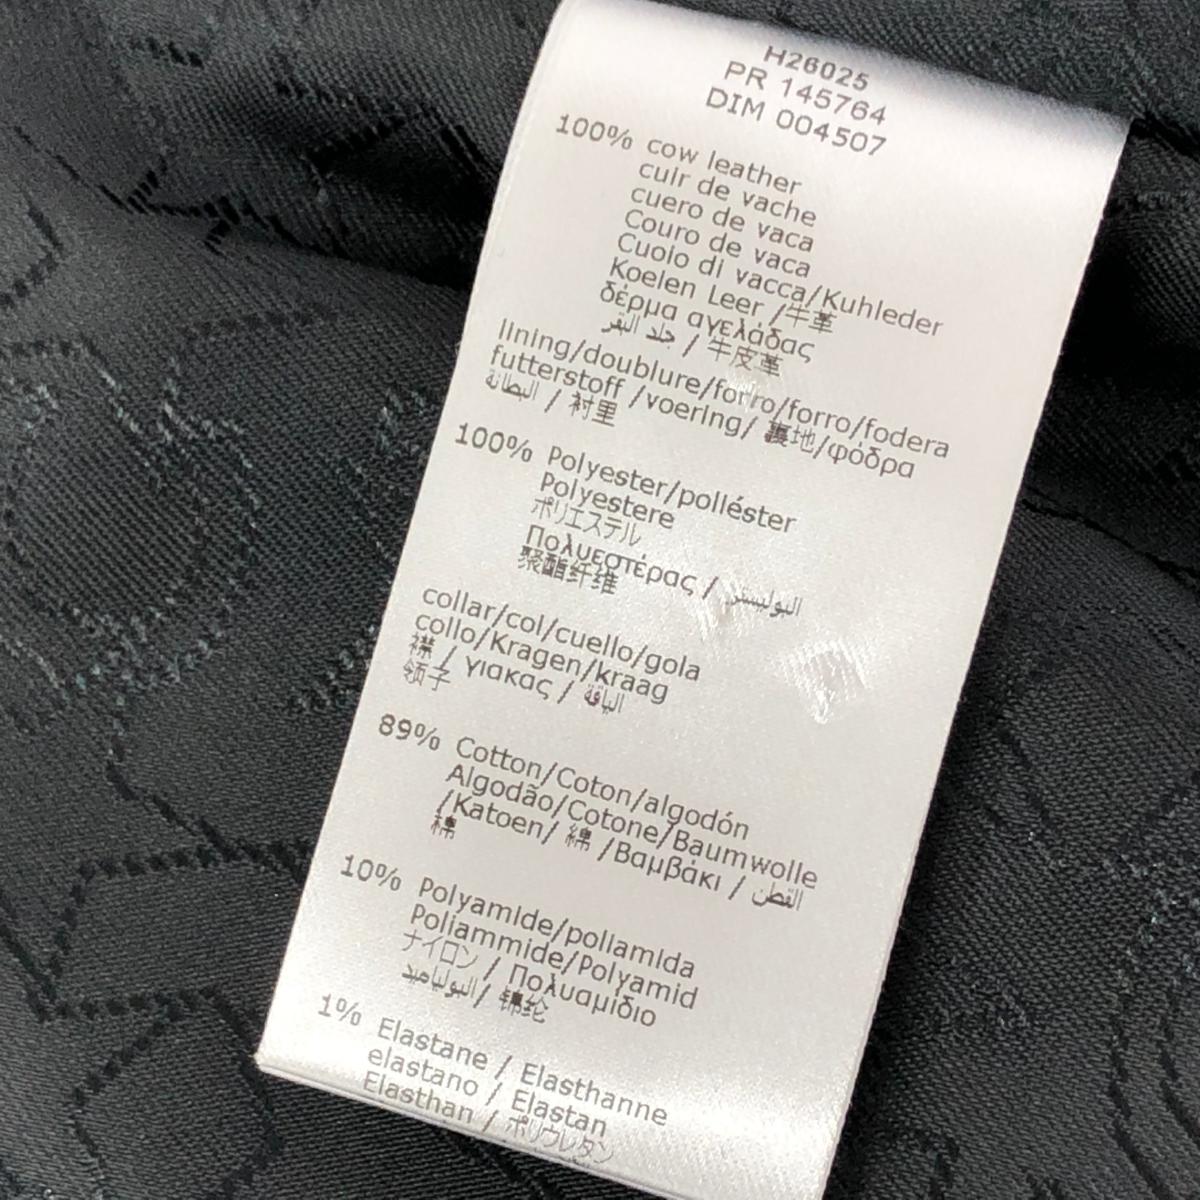 H26025
PR 145764
DIM 004507
100% cow leather
cuir de vache
cuero de vaca
Couro de vaca
Cuolo di vacca/Kuhleder
Koelen Leer /牛革
δέρμα αγελάδας
جلد البقر / 牛皮革
lining/doublure/forro/forro/fodera
futterstoff /voering/ 裏地/φόδρα
البطانة / 衬里
100% Polyester/poliéster
Polyestere
ポリエステル
Πολυεστέρας / البوليستر
聚酯纤维
collar/col/cuello/gola
collo/Kragen/kraag
襟 / γιακας / الياقة
领子
89% Cotton/Coton/algodón
Algodão/Cotone/Baumwolle
/Katoen/ 綿 /Βαμβάκι / القطن
棉
10% Polyamide/poliamida
Poliammide/Polyamid
ナイロン / Πολυαμίδιο
البولياميد/ 锦纶
1% Elastane / Elasthanne
elastano / Elastan
Elasthan / ポリウレタン